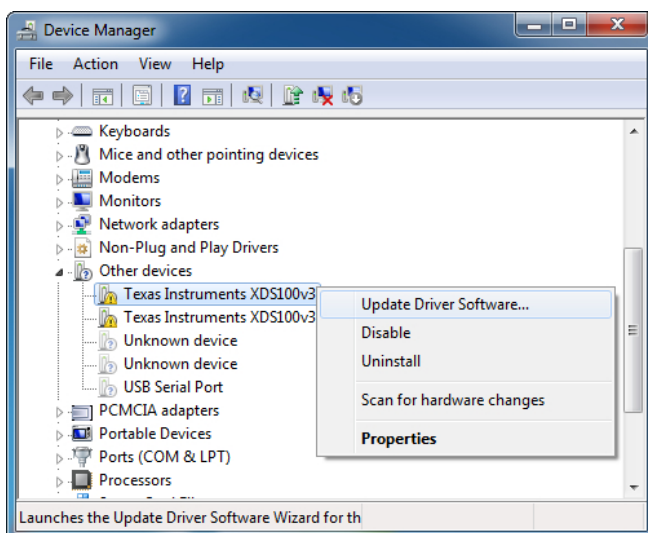 Device Manager
File Action View Help
Keyboards
Mice and other pointing devices
Modems
Monitors
Network adapters
Non-Plug and Play Drivers
Other devices
Texas Instruments XDS100v3
Texas Instruments XDS100v3
Unknown device
Unknown device
USB Serial Port
PCMCIA adapters
Portable Devices
Ports (COM & LPT)
Processors
Update Driver Software...
Disable
Uninstall
Scan for hardware changes
Properties
Launches the Update Driver Software Wizard for th